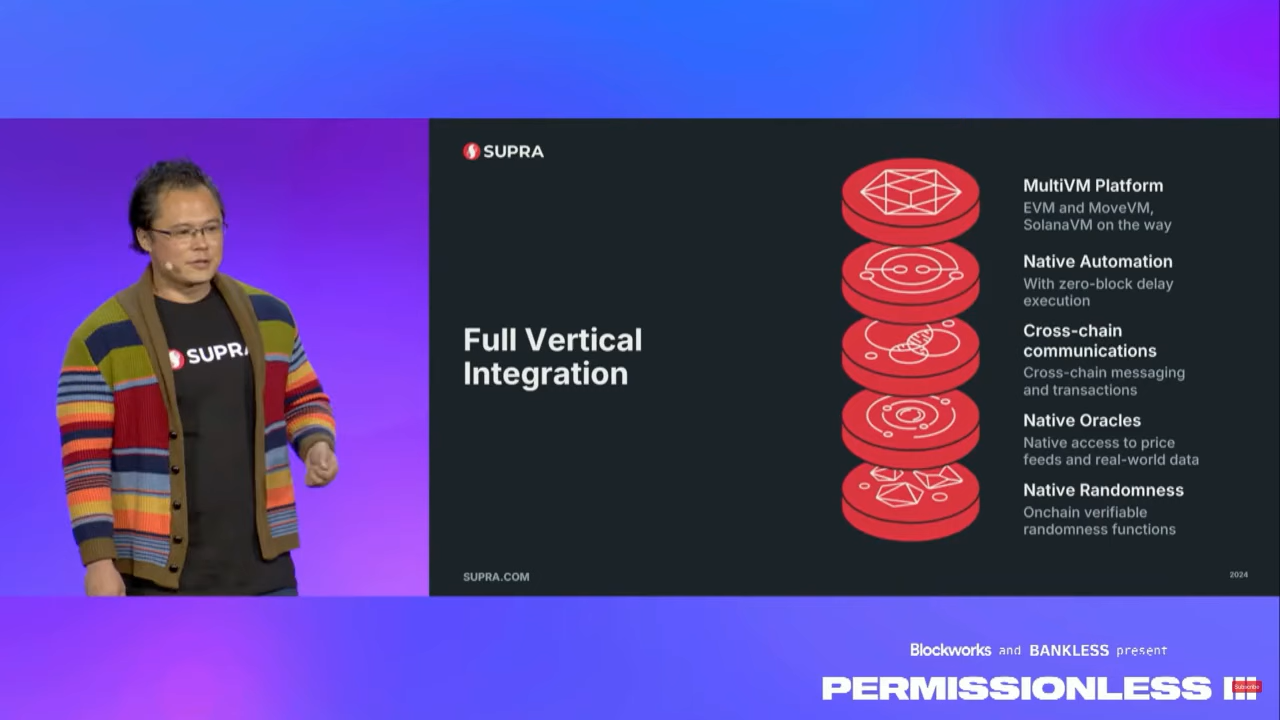 SUPRA
SUPRA
Full Vertical
Integration
MultiVM Platform
EVM and MoveVM,
SolanaVM on the way
Native Automation
With zero-block delay
execution
Cross-chain
communications
Cross-chain messaging
and transactions
Native Oracles
Native access to price
feeds and real-world data
Native Randomness
Onchain verifiable
randomness functions
SUPRA.COM
2024
Blockworks and BANKLESS present
PERMISSIONLESS III
Subscribe